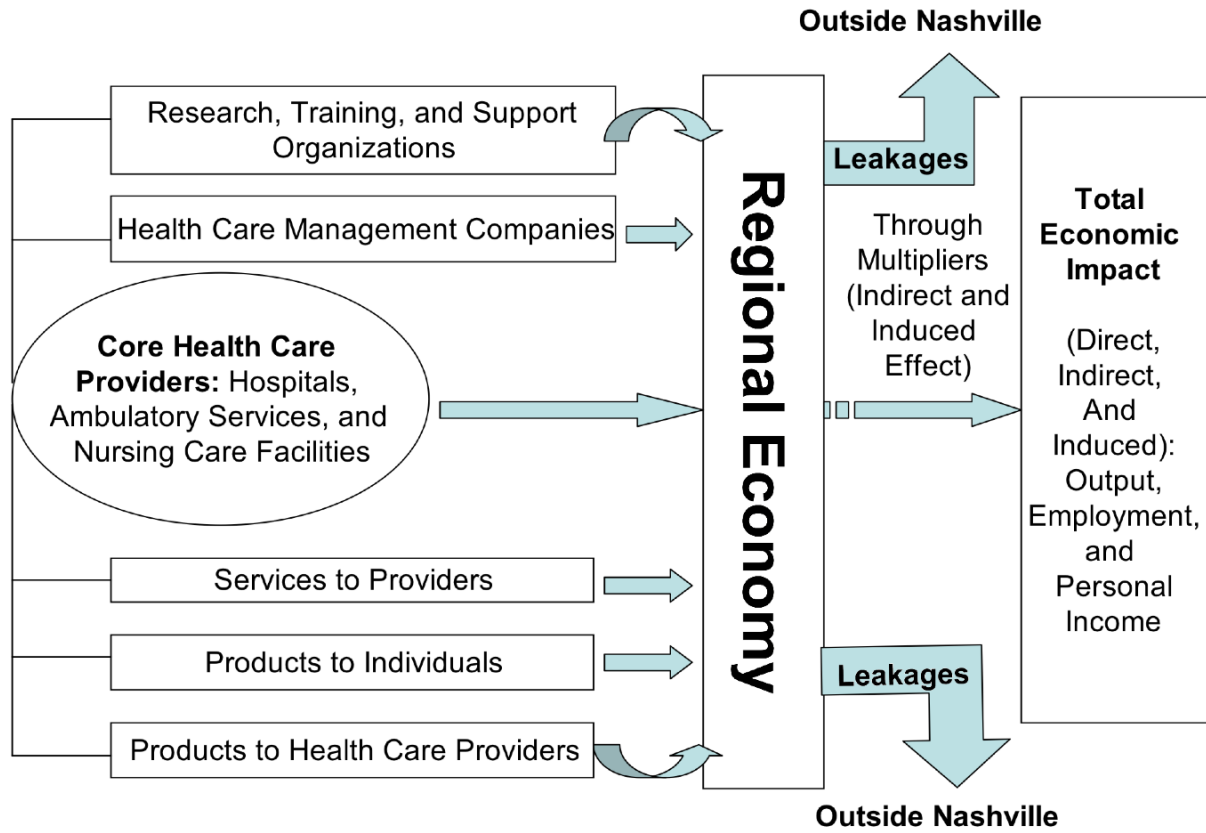 Outside Nashville
Research, Training, and Support
Organizations
Health Care Management Companies
Core Health Care
Providers: Hospitals,
Ambulatory Services, and
Nursing Care Facilities
Services to Providers
Products to Individuals
Products to Health Care Providers
Regional Economy
Leakages
Through
Multipliers
(Indirect and
Induced
Effect)
Leakages
Outside Nashville
Total
Economic
Impact
(Direct,
Indirect,
And
Induced):
Output,
Employment,
and
Personal
Income